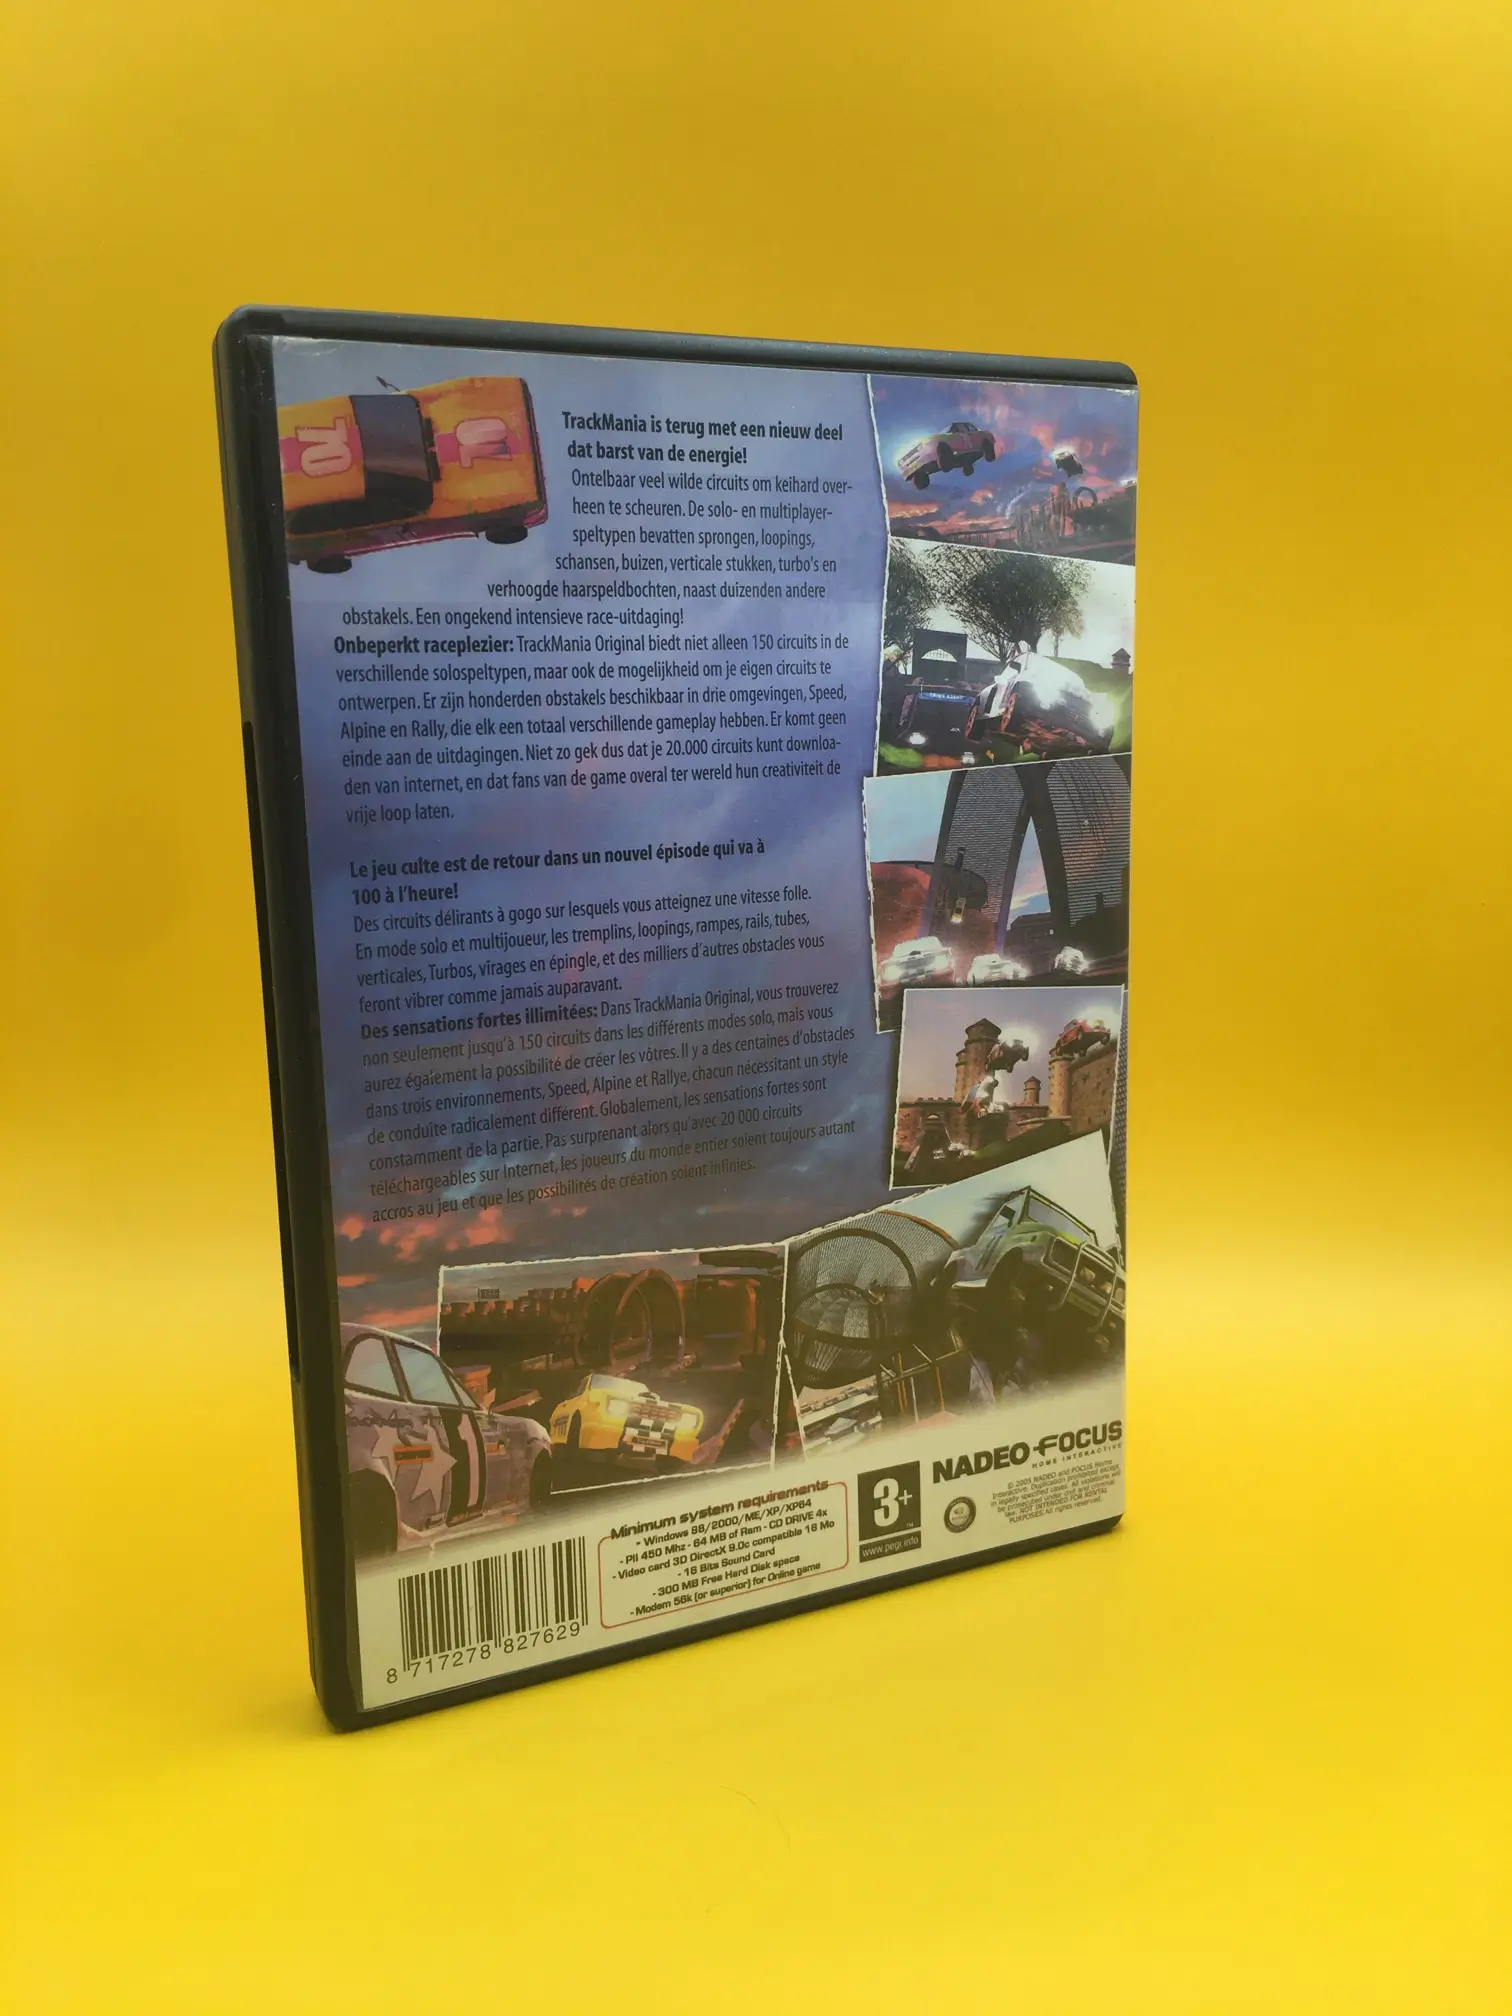 TrackMania is terug met een nieuw deel
dat barst van de energie!
Ontelbaar veel wilde circuits om keihard over-
heen te scheuren. De solo- en multiplayer-
speltypen bevatten sprongen, loopings,
schansen, buizen, verticale stukken, turbo's en
verhoogde haarspeldbochten, naast duizenden andere
obstakels. Een ongekend intensieve race-uitdaging!
Onbeperkt raceplezier: TrackMania Original biedt niet alleen 150 circuits in de
verschillende solospeltypen, maar ook de mogelijkheid om je eigen circuits te
ontwerpen. Er zijn honderden obstakels beschikbaar in drie omgevingen, Speed,
Alpine en Rally, die elk een totaal verschillende gameplay hebben. Er komt geen
einde aan de uitdagingen. Niet zo gek dus dat je 20.000 circuits kunt downloa-
den van internet, en dat fans van de game overal ter wereld hun creativiteit de
vrije loop laten.
Le jeu culte est de retour dans un nouvel épisode qui va à
100 à l'heure!
Des circuits délirants à gogo sur lesquels vous atteignez une vitesse folle.
En mode solo et multijoueur, les tremplins, loopings, rampes, rails, tubes,
verticales, Turbos, virages en épingle, et des milliers d'autres obstacles vous
feront vibrer comme jamais auparavant.
Des sensations fortes illimitées: Dans TrackMania Original, vous trouverez
non seulement jusqu'à 150 circuits dans les différents modes solo, mais vous
aurez également la possibilité de créer les vôtres. Il y a des centaines d'obstacles
dans trois environnements, Speed, Alpine et Rallye, chacun nécessitant un style
de conduite radicalement différent. Globalement, les sensations fortes sont
constamment de la partie. Pas surprenant alors qu'avec 20 000 circuits
téléchargeables sur Internet, les joueurs du monde entier soient toujours autant
accros au jeu et que les possibilités de création soient infinies.
NADEO FOCUS
HOME INTERACTIVE
© 2005 NADEO and FOCUS Home
Interactive. Duplication prohibited except
in legally specified cases. All violations will
be prosecuted under civil and criminal
law. NOT INTENDED FOR RENTAL
PURPOSES. All rights reserved.
3+
www.pegi.info
Minimum system requirements
- Windows 98/2000/ME/XP/XP64
- PII 450 Mhz - 64 MB of Ram - CD DRIVE 4x
- Video card 3D DirectX 9.0c compatible 16 Mo
- 16 Bits Sound Card
- 300 MB Free Hard Disk space
- Modem 56k (or superior) for Online game
8 717278 827629